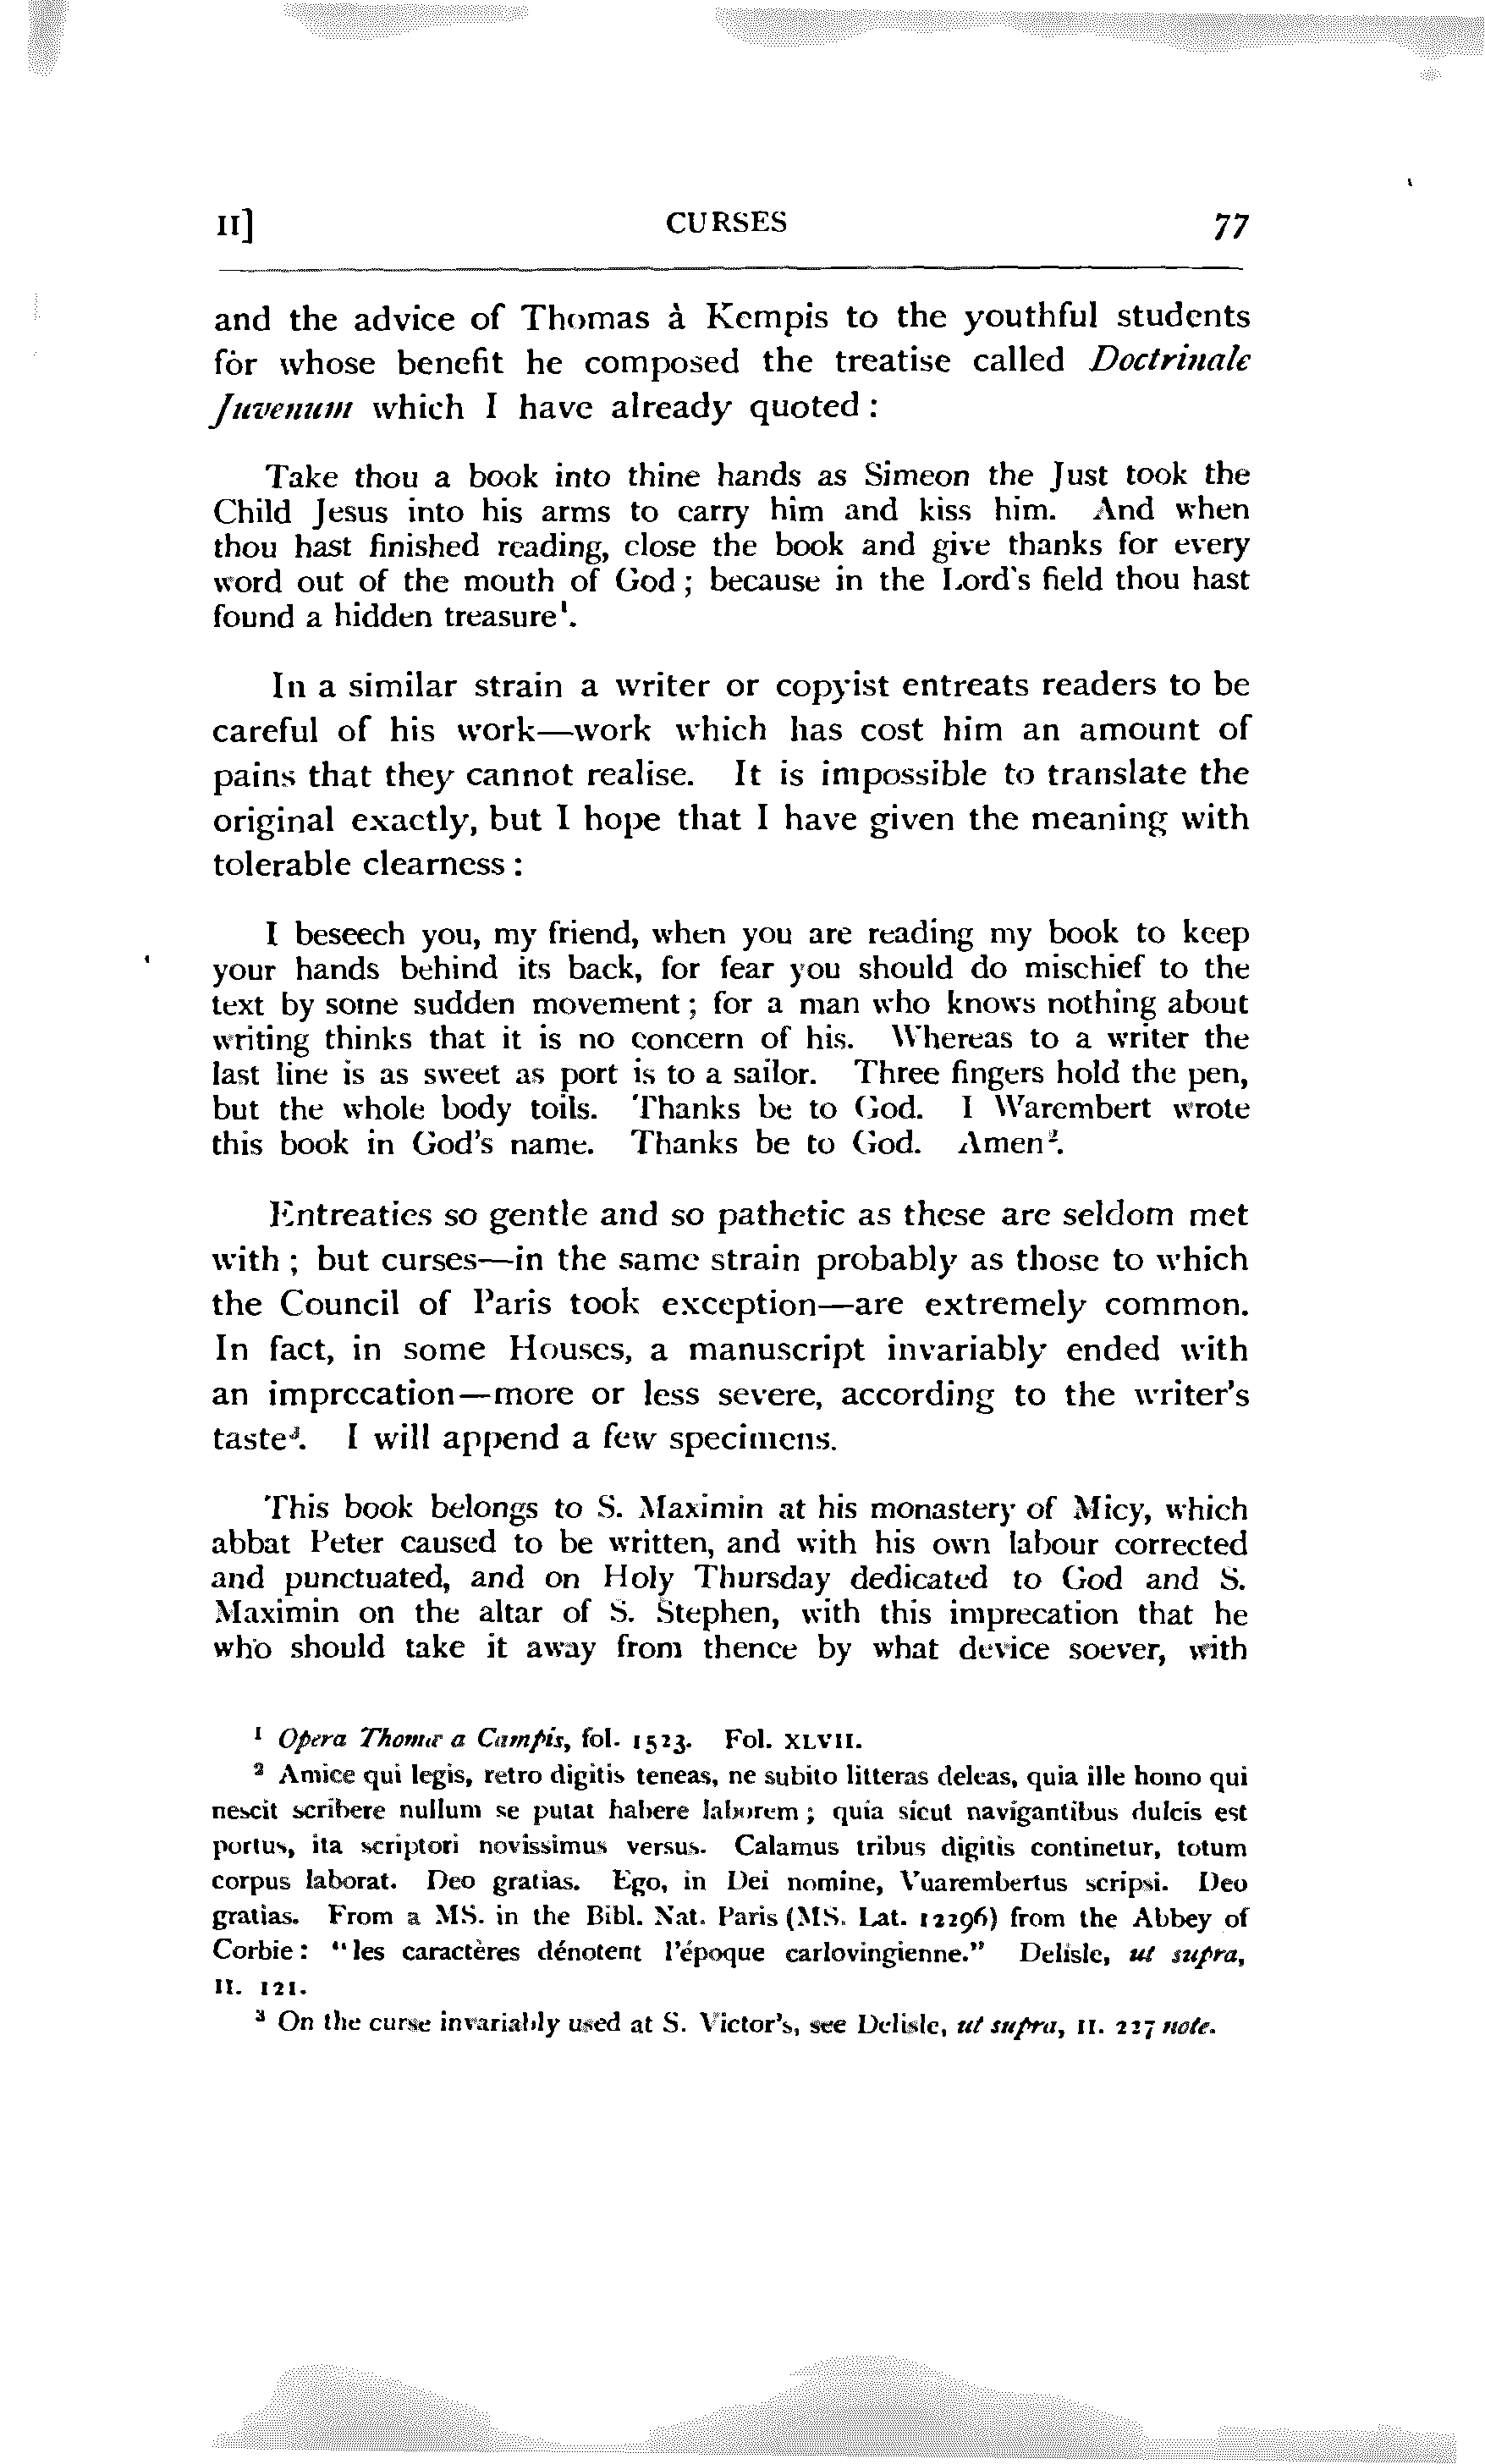 II] CURSES 77
and the advice of Thomas à Kempis to the youthful students
for whose benefit he composed the treatise called Doctrinale
Juvenum which I have already quoted :
Take thou a book into thine hands as Simeon the Just took the
Child Jesus into his arms to carry him and kiss him. And when
thou hast finished reading, close the book and give thanks for every
word out of the mouth of God ; because in the Lord's field thou hast
found a hidden treasure¹.
In a similar strain a writer or copyist entreats readers to be
careful of his work—work which has cost him an amount of
pains that they cannot realise. It is impossible to translate the
original exactly, but I hope that I have given the meaning with
tolerable clearness :
I beseech you, my friend, when you are reading my book to keep
your hands behind its back, for fear you should do mischief to the
text by some sudden movement ; for a man who knows nothing about
writing thinks that it is no concern of his. Whereas to a writer the
last line is as sweet as port is to a sailor. Three fingers hold the pen,
but the whole body toils. Thanks be to God. I Warembert wrote
this book in God's name. Thanks be to God. Amen².
Entreaties so gentle and so pathetic as these are seldom met
with ; but curses—in the same strain probably as those to which
the Council of Paris took exception—are extremely common.
In fact, in some Houses, a manuscript invariably ended with
an imprecation—more or less severe, according to the writer's
taste³. I will append a few specimens.
This book belongs to S. Maximin at his monastery of Micy, which
abbat Peter caused to be written, and with his own labour corrected
and punctuated, and on Holy Thursday dedicated to God and S.
Maximin on the altar of S. Stephen, with this imprecation that he
who should take it away from thence by what device soever, with
¹ Opera Thomæ a Campis, fol. 1523. Fol. XLVII.
² Amice qui legis, retro digitis teneas, ne subito litteras deleas, quia ille homo qui
nescit scribere nullum se putat habere laborem ; quia sicut navigantibus dulcis est
portus, ita scriptori novissimus versus. Calamus tribus digitis continetur, totum
corpus laborat. Deo gratias. Ego, in Dei nomine, Vuarembertus scripsi. Deo
gratias. From a MS. in the Bibl. Nat. Paris (MS. Lat. 12296) from the Abbey of
Corbie : "les caractères dénotent l'époque carlovingienne." Delisle, ut supra,
II. 121.
³ On the curse invariably used at S. Victor's, see Delisle, ut supra, II. 227 note.